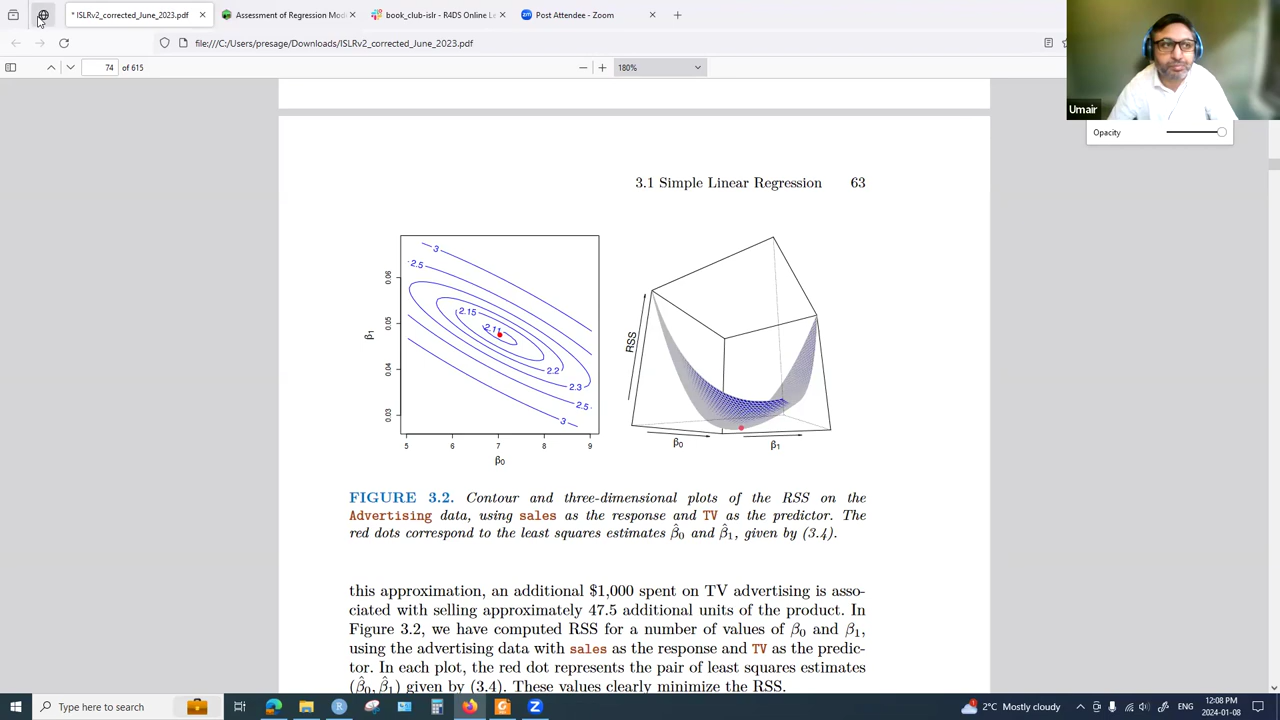 * ISLRv2_corrected_June_2023.pdf
Assessment of Regression Mod
book_club-islr - R4DS Online Le
Post Attendee - Zoom
file:///C:/Users/presage/Downloads/ISLRv2_corrected_June_2023.pdf
74 of 615
180%
Umair
Opacity
3.1 Simple Linear Regression 63
3
2.5
2.15
2.11
2.2
2.3
2.5
3
0.06
0.05
0.04
0.03
β1
5 6 7 8 9
β0
RSS
β0
β1
FIGURE 3.2. Contour and three-dimensional plots of the RSS on the
Advertising data, using sales as the response and TV as the predictor. The
red dots correspond to the least squares estimates β̂0 and β̂1, given by (3.4).
this approximation, an additional $1,000 spent on TV advertising is asso-
ciated with selling approximately 47.5 additional units of the product. In
Figure 3.2, we have computed RSS for a number of values of β0 and β1,
using the advertising data with sales as the response and TV as the predic-
tor. In each plot, the red dot represents the pair of least squares estimates
(β̂0, β̂1) given by (3.4). These values clearly minimize the RSS.
Type here to search
2°C Mostly cloudy
12:08 PM
2024-01-08